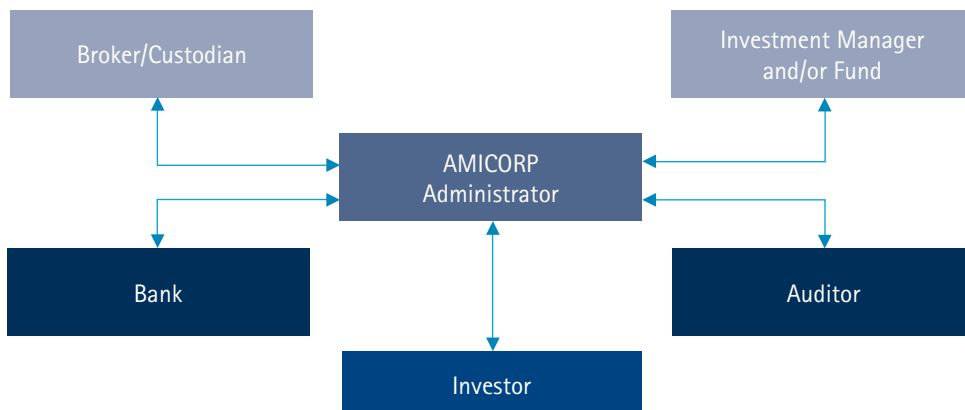 Broker/Custodian
Investment Manager
and/or Fund
AMICORP
Administrator
Bank
Auditor
Investor